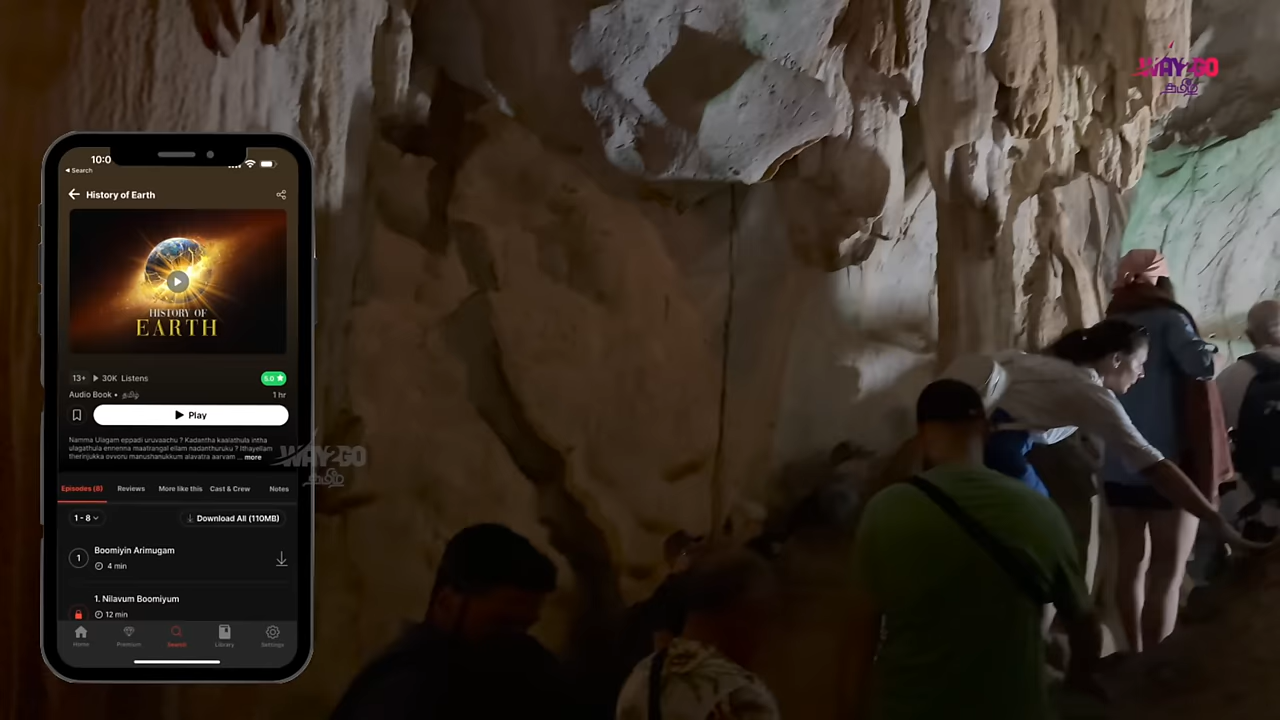 WAY2GO
தமிழ்
10:0
◂ Search
History of Earth
HISTORY OF
EARTH
13+ 30K Listens
5.0 ★
Audio Book • தமிழ்
1 hr
Play
Namma Ulagam eppadi uruvaachu ? Kadantha kaalathula intha
ulagathula ennenna maatrangal ellam nadanthuruku ? Ithayellam
therinjukka ovvoru manushanukkum alavatra aarvam ... more
WAY2GO
தமிழ்
Episodes (8) Reviews More like this Cast & Crew Notes
1 - 8
Download All (110MB)
1
Boomiyin Arimugam
4 min
1. Nilavum Boomiyum
12 min
Home Premium Search Library Settings